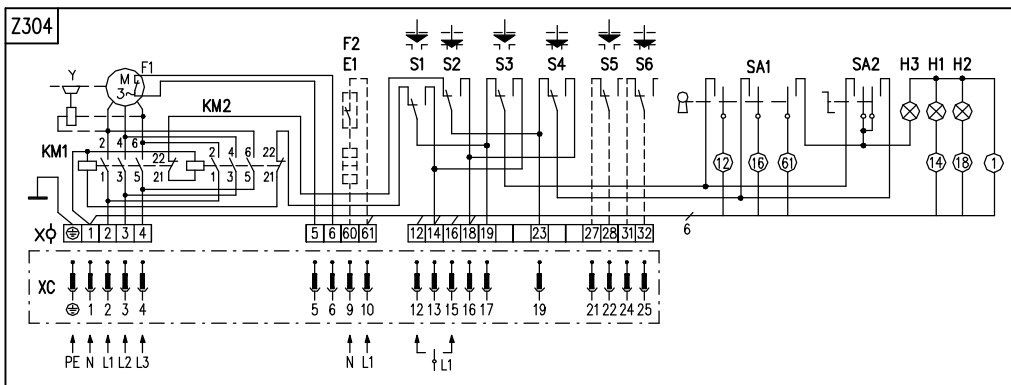 Z304
F2
Y M 3~ F1 E1 S1 S2 S3 S4 S5 S6 SA1 SA2 H3 H1 H2
KM2
KM1
2 4 6 22 2 4 6 22
1 3 5 21 1 3 5 21
12 16 61 14 18 1
6
X 1 2 3 4 5 6 60 61 12 14 16 18 19 23 27 28 31 32
XC
1 2 3 4 5 6 9 10 12 13 15 16 17 19 21 22 24 25
PE N L1 L2 L3 N L1 L1